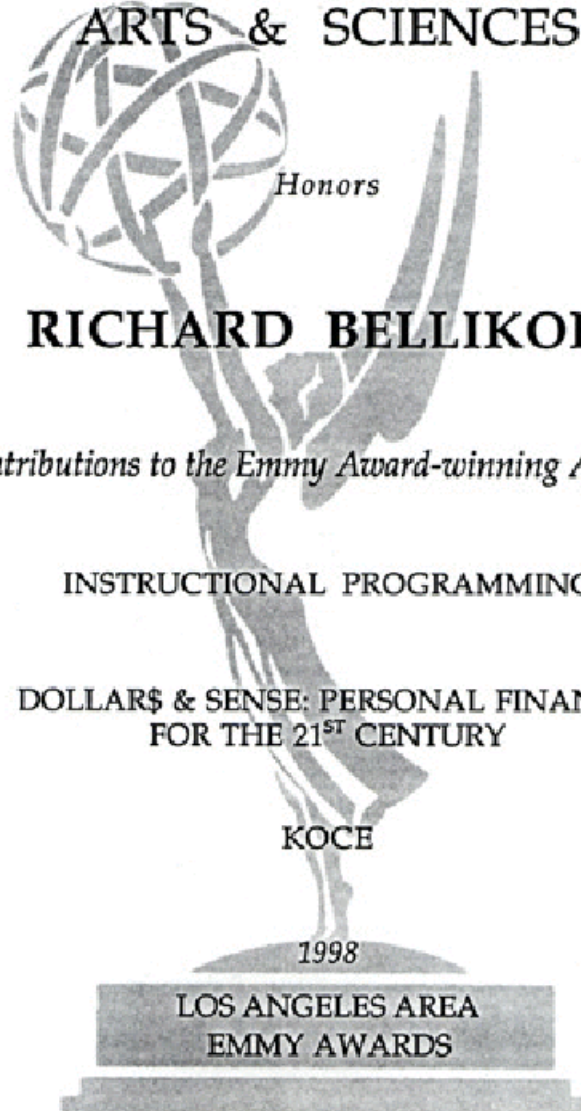 ARTS & SCIENCES
Honors
RICHARD BELLIKO
tributions to the Emmy Award-winning A
INSTRUCTIONAL PROGRAMMING
DOLLAR$ & SENSE: PERSONAL FINAN
FOR THE 21ST CENTURY
KOCE
1998
LOS ANGELES AREA
EMMY AWARDS